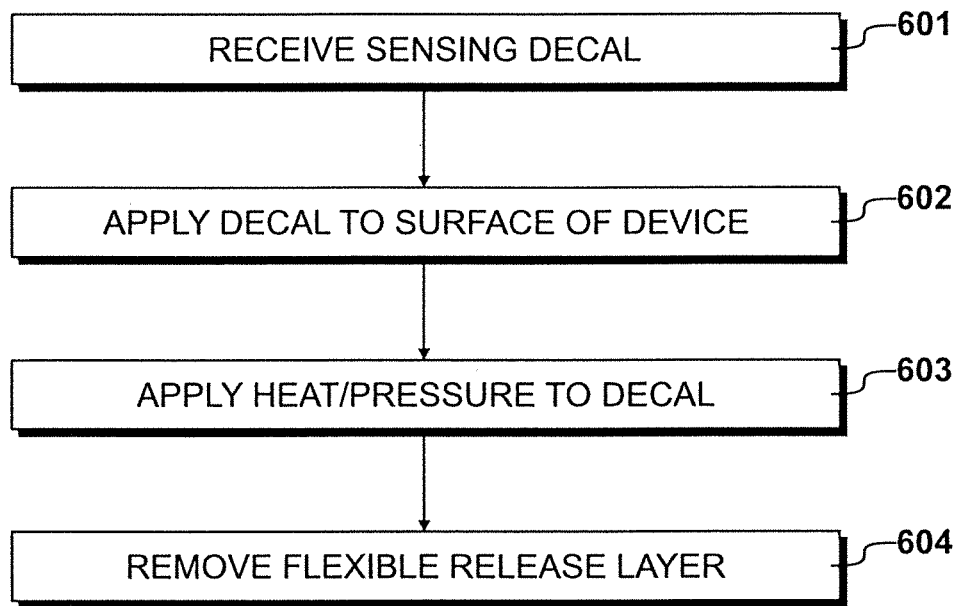 RECEIVE SENSING DECAL 601
APPLY DECAL TO SURFACE OF DEVICE 602
APPLY HEAT/PRESSURE TO DECAL 603
REMOVE FLEXIBLE RELEASE LAYER 604